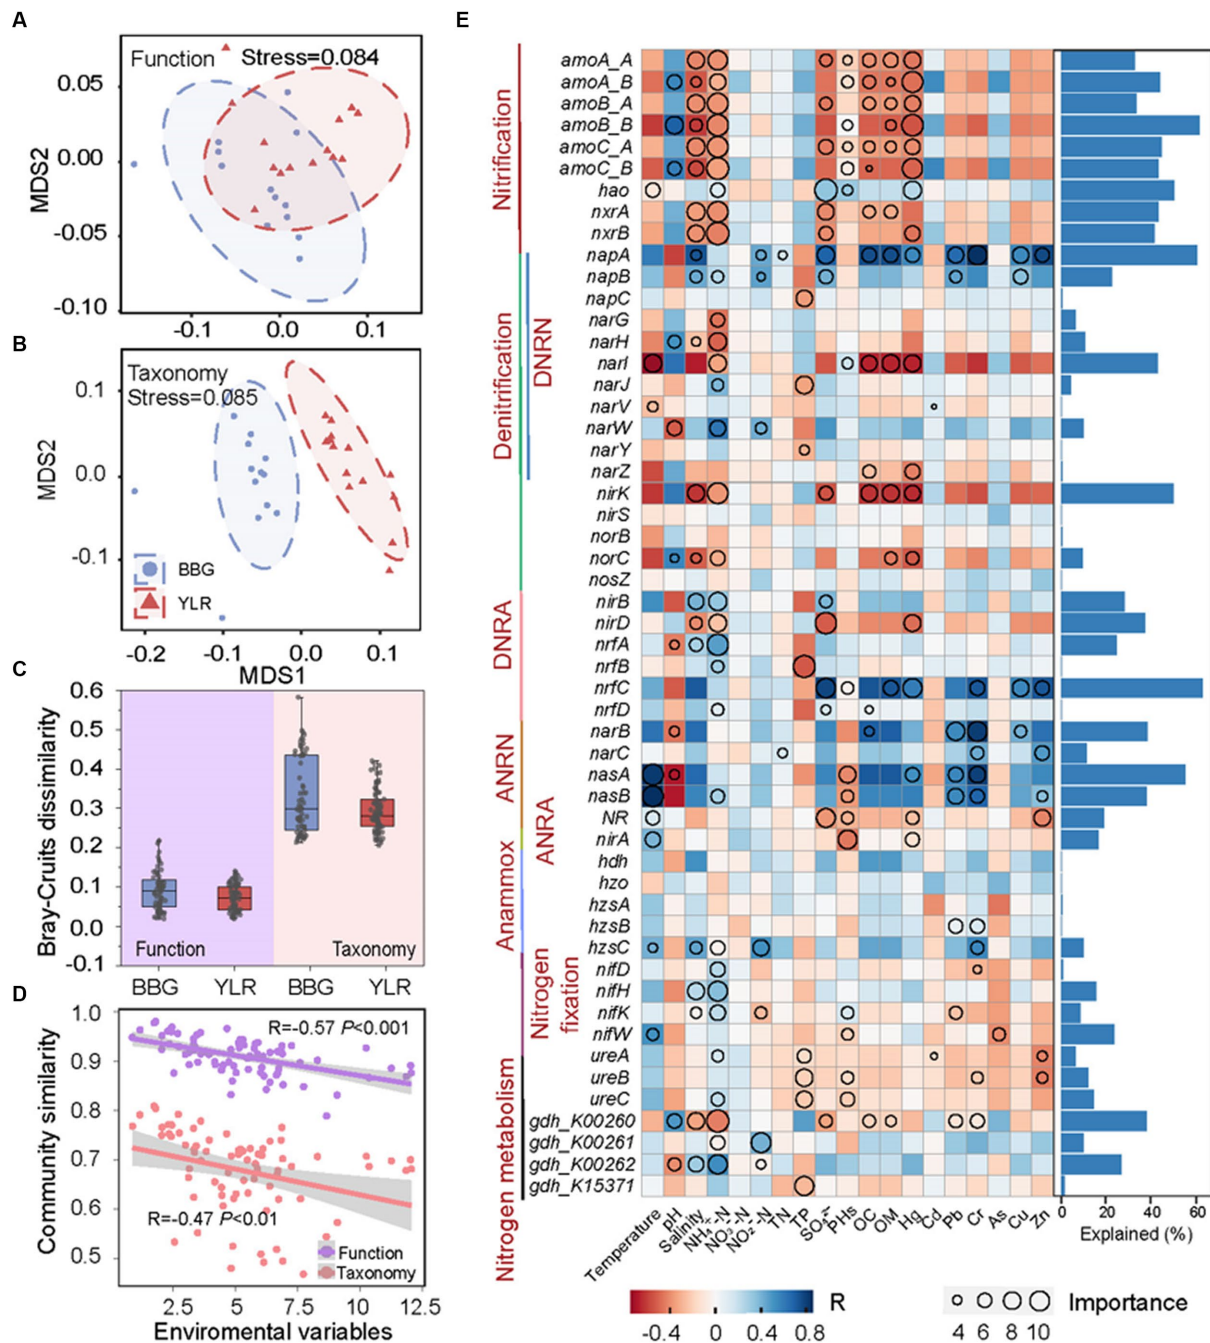 A
Function
Stress=0.084
MDS2
0.05
0.00
-0.05
-0.10
-0.1
0.0
0.1
B
Taxonomy
Stress=0.085
MDS2
0.1
0.0
-0.1
BBG
YLR
-0.2
-0.1
0.0
0.1
MDS1
C
Bray-Cruits dissimilarity
0.6
0.5
0.4
0.3
0.2
0.1
0.0
-0.1
Function
Taxonomy
BBG
YLR
BBG
YLR
D
Community similarity
1.0
0.9
0.8
0.7
0.6
0.5
R=-0.57 P<0.001
R=-0.47 P<0.01
Function
Taxonomy
2.5
5.0
7.5
10.0
12.5
Enviromental variables
E
Nitrification
Denitrification
DNRN
DNRA
ANRN
ANRA
Anammox
Nitrogen
fixation
Nitrogen metabolism
amoA_A
amoA_B
amoB_A
amoB_B
amoC_A
amoC_B
hao
nxrA
nxrB
napA
napB
napC
narG
narH
narI
narJ
narV
narW
narY
narZ
nirK
nirS
norB
norC
nosZ
nirB
nirD
nrfA
nrfB
nrfC
nrfD
narB
narC
nasA
nasB
NR
nirA
hdh
hzo
hzsA
hzsB
hzsC
nifD
nifH
nifK
nifW
ureA
ureB
ureC
gdh_K00260
gdh_K00261
gdh_K00262
gdh_K15371
Temperature
pH
Salinity
NH₄⁺-N
NO₃⁻-N
NO₂⁻-N
TN
TP
SO₄²⁻
PHs
OC
OM
Hg
Cd
Pb
Cr
As
Cu
Zn
0 20 40 60
Explained (%)
R
-0.4 0 0.4 0.8
Importance
4 6 8 10